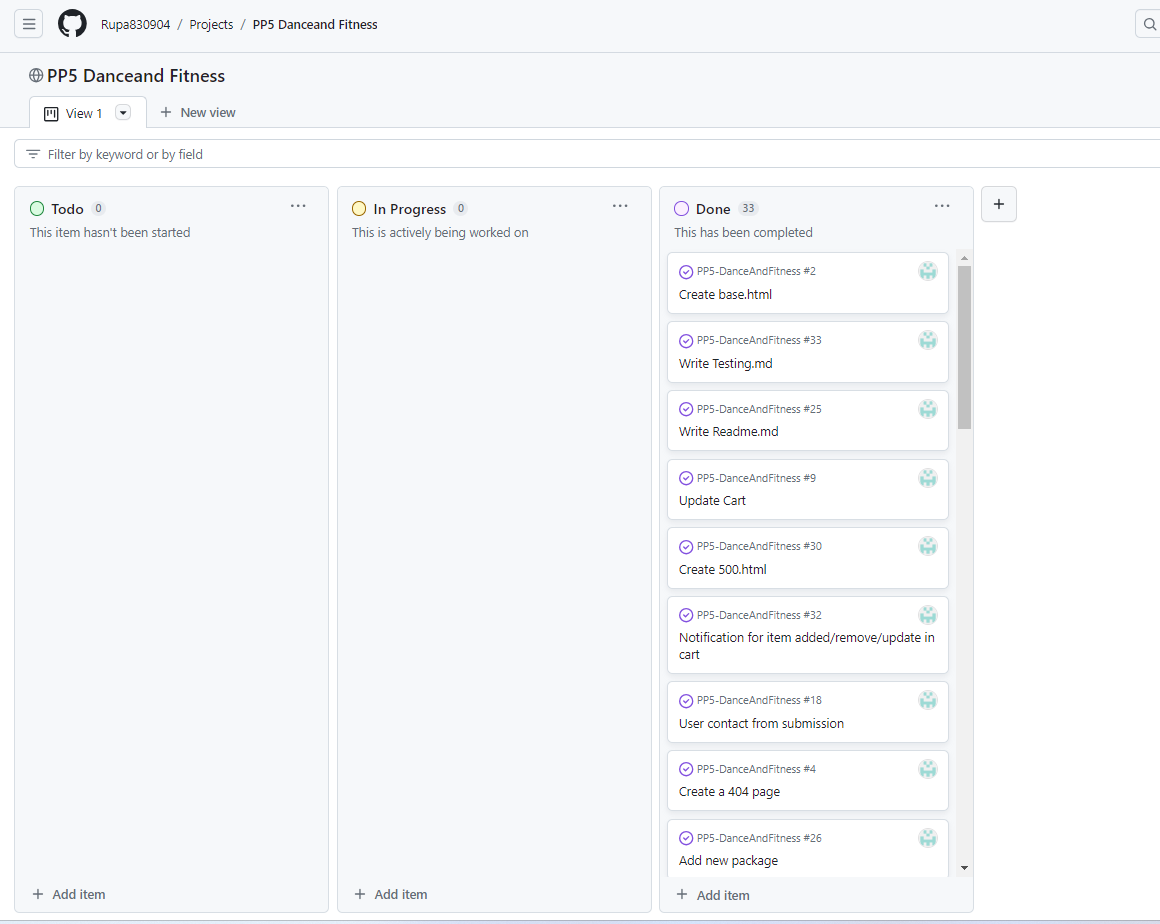 Rupa830904 / Projects / PP5 Danceand Fitness
PP5 Danceand Fitness
View 1
New view
Filter by keyword or by field
Todo 0
This item hasn't been started
Add item
In Progress 0
This is actively being worked on
Add item
Done 33
This has been completed
PP5-DanceAndFitness #2
Create base.html
PP5-DanceAndFitness #33
Write Testing.md
PP5-DanceAndFitness #25
Write Readme.md
PP5-DanceAndFitness #9
Update Cart
PP5-DanceAndFitness #30
Create 500.html
PP5-DanceAndFitness #32
Notification for item added/remove/update in
cart
PP5-DanceAndFitness #18
User contact from submission
PP5-DanceAndFitness #4
Create a 404 page
PP5-DanceAndFitness #26
Add new package
Add item